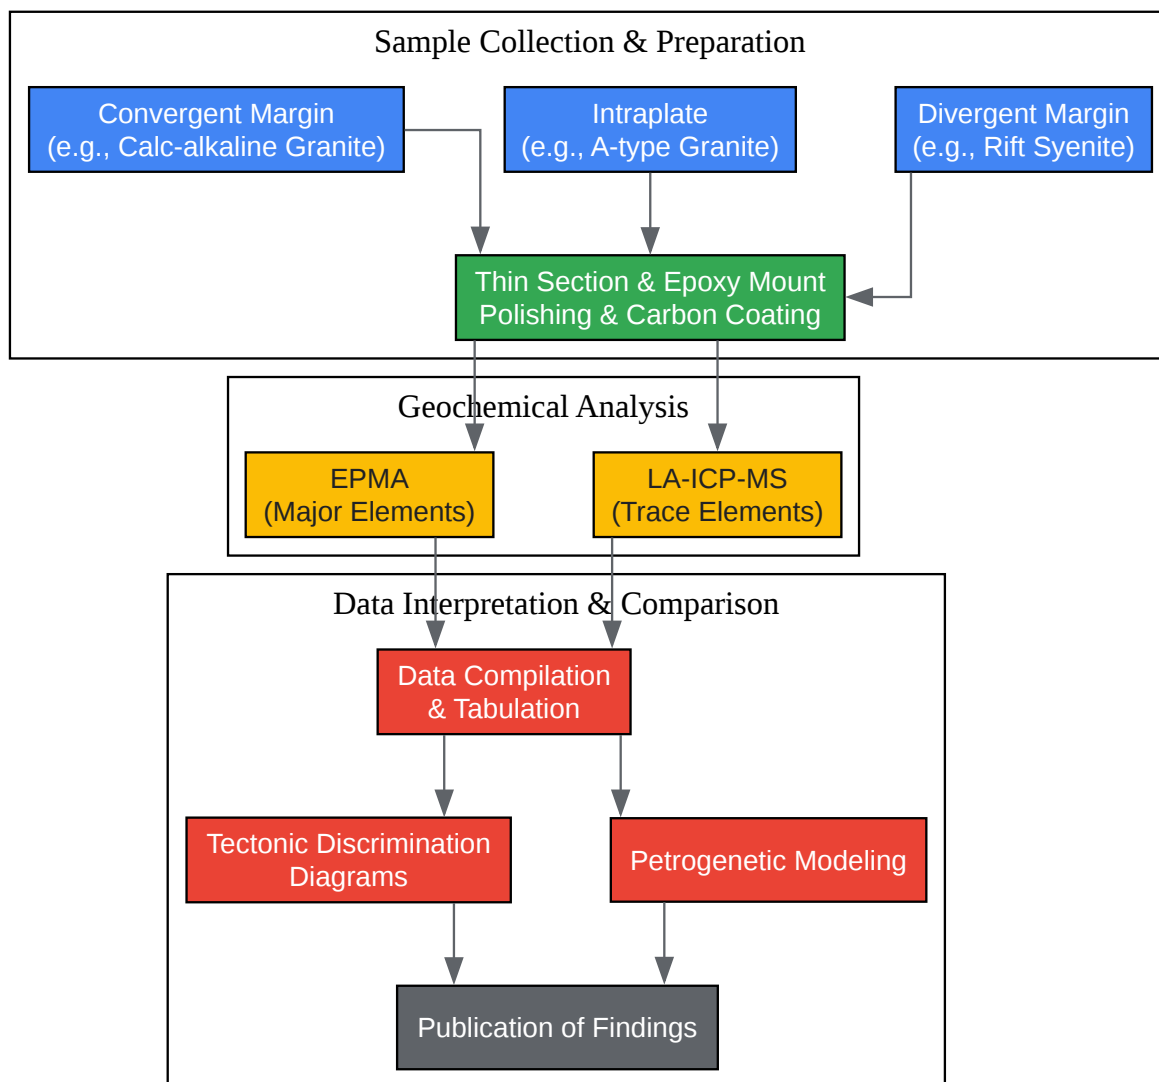 Sample Collection & Preparation
Convergent Margin
(e.g., Calc-alkaline Granite)
Intraplate
(e.g., A-type Granite)
Divergent Margin
(e.g., Rift Syenite)
Thin Section & Epoxy Mount
Polishing & Carbon Coating
Geochemical Analysis
EPMA
(Major Elements)
LA-ICP-MS
(Trace Elements)
Data Interpretation & Comparison
Data Compilation
& Tabulation
Tectonic Discrimination
Diagrams
Petrogenetic Modeling
Publication of Findings